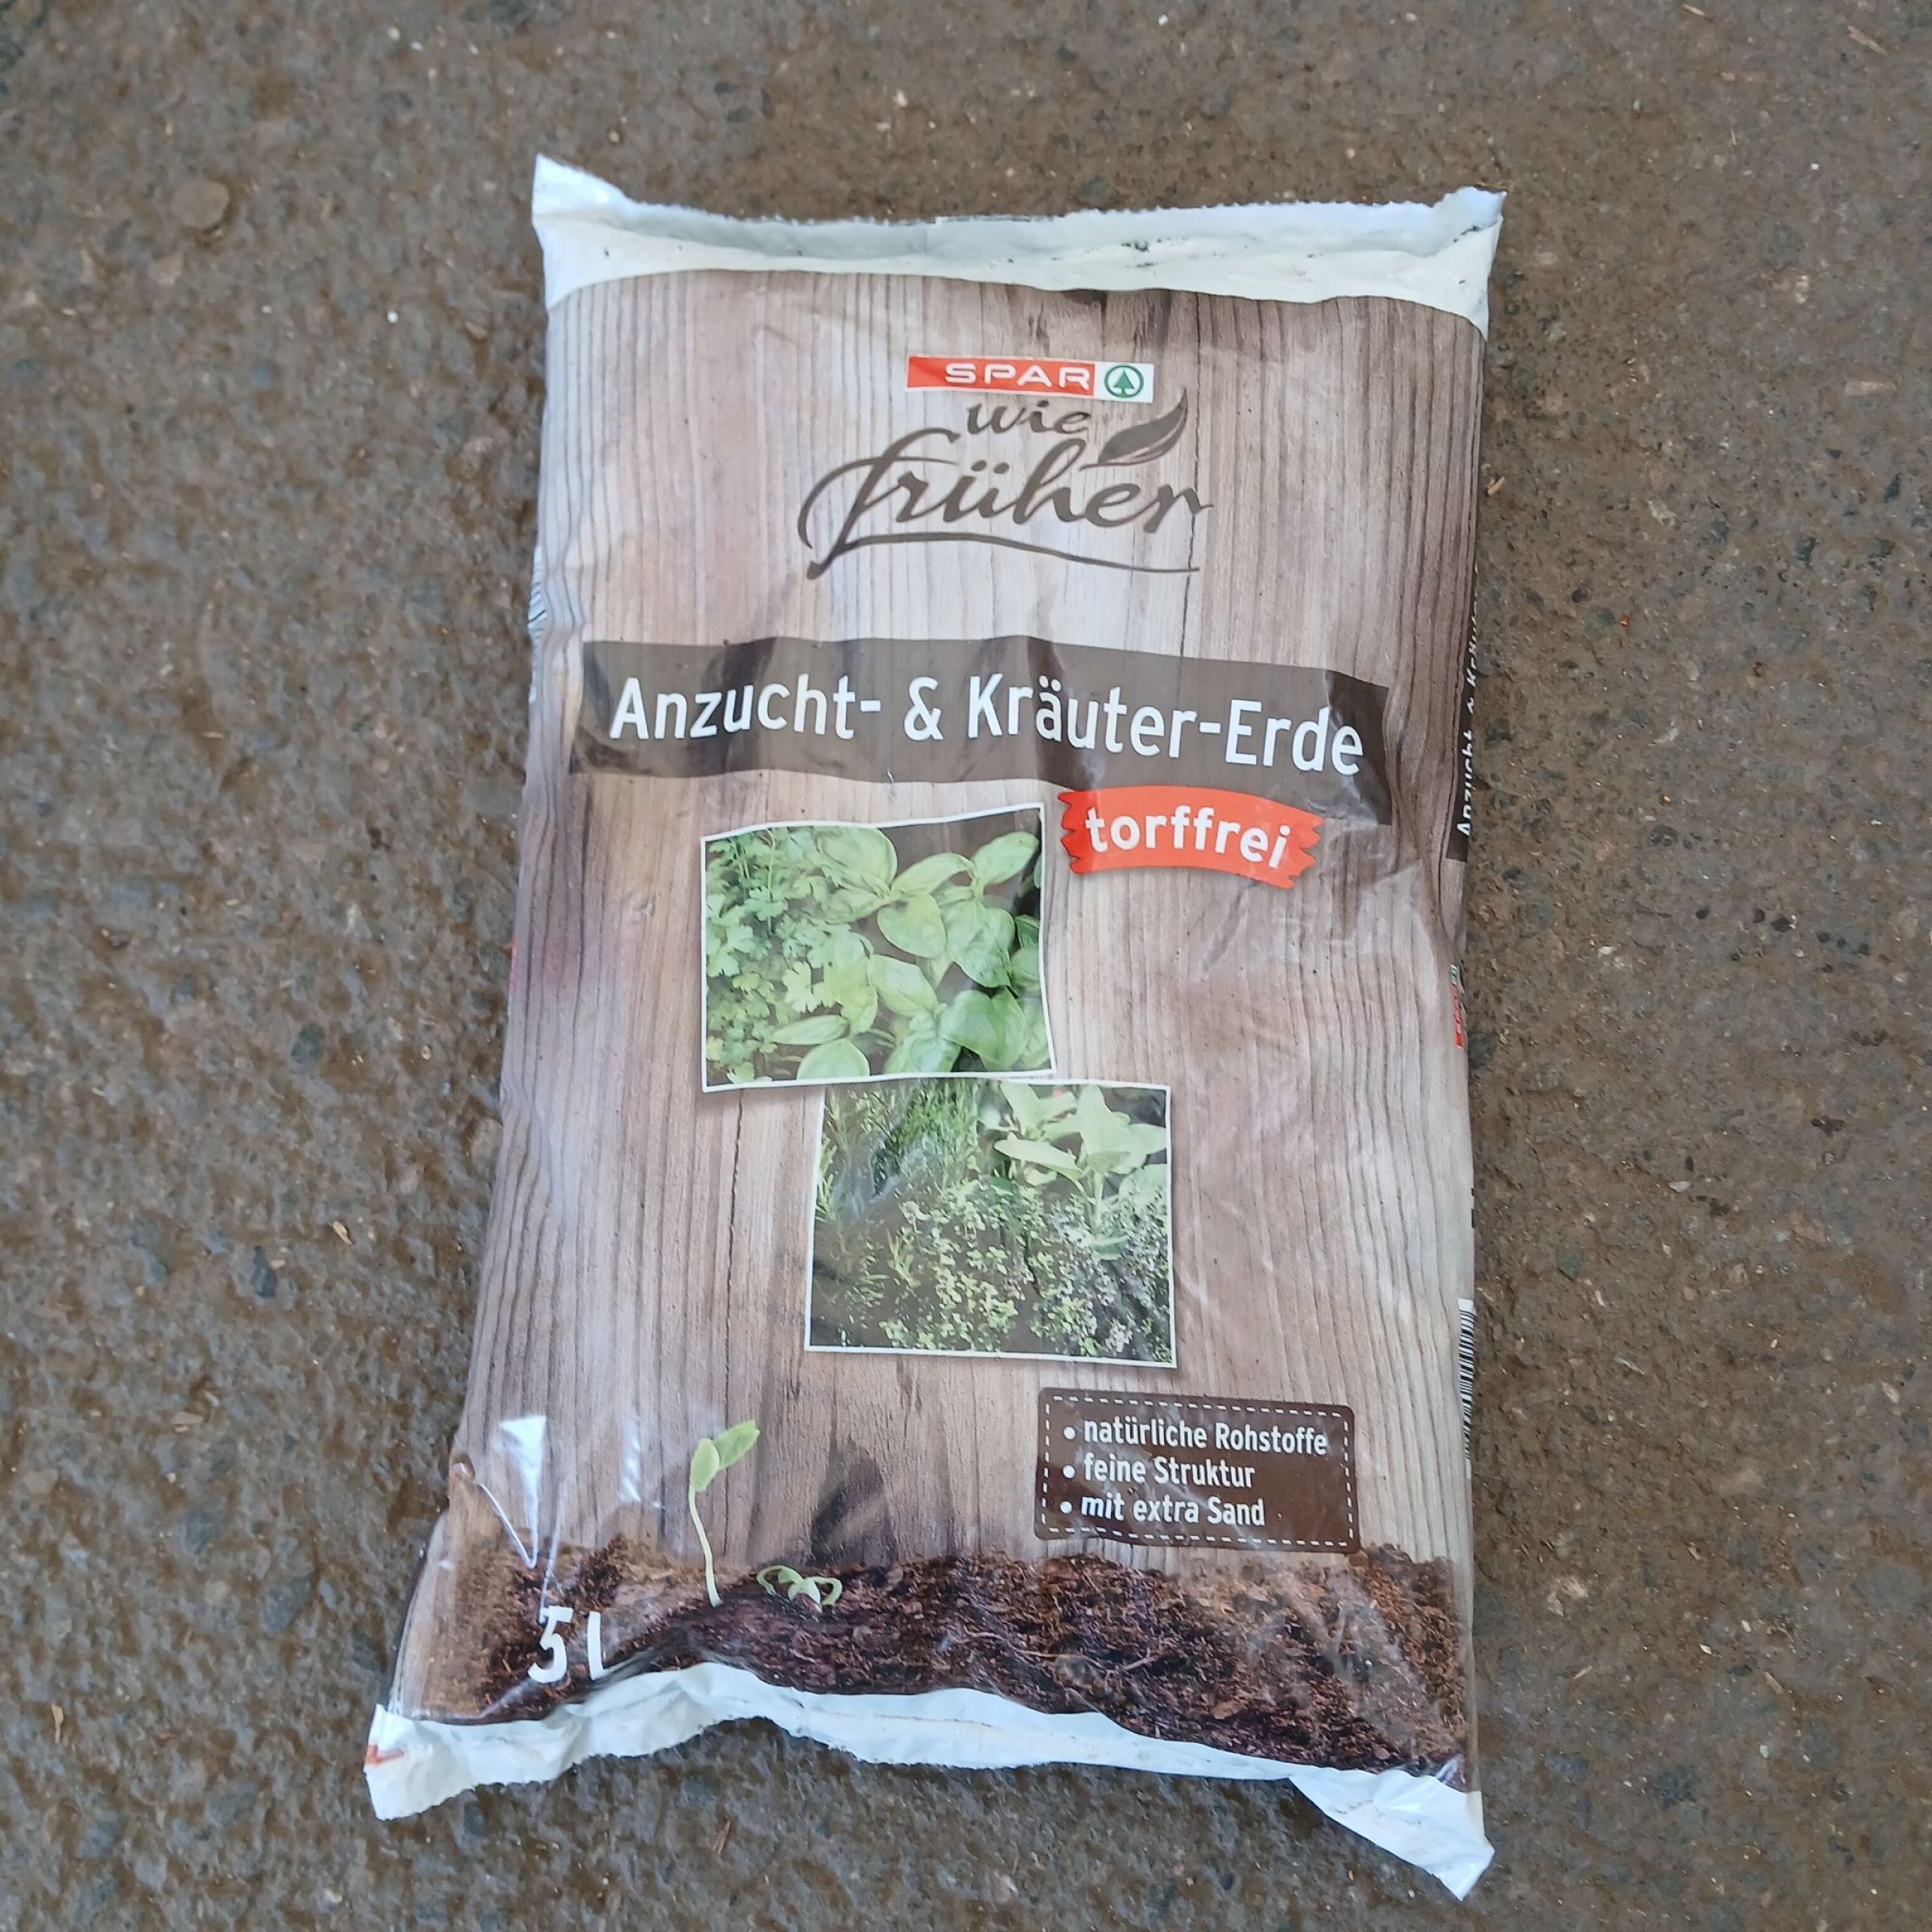 SPAR
wie
früher
Anzucht- & Kräuter-Erde
torffrei
• natürliche Rohstoffe
• feine Struktur
• mit extra Sand
5 l